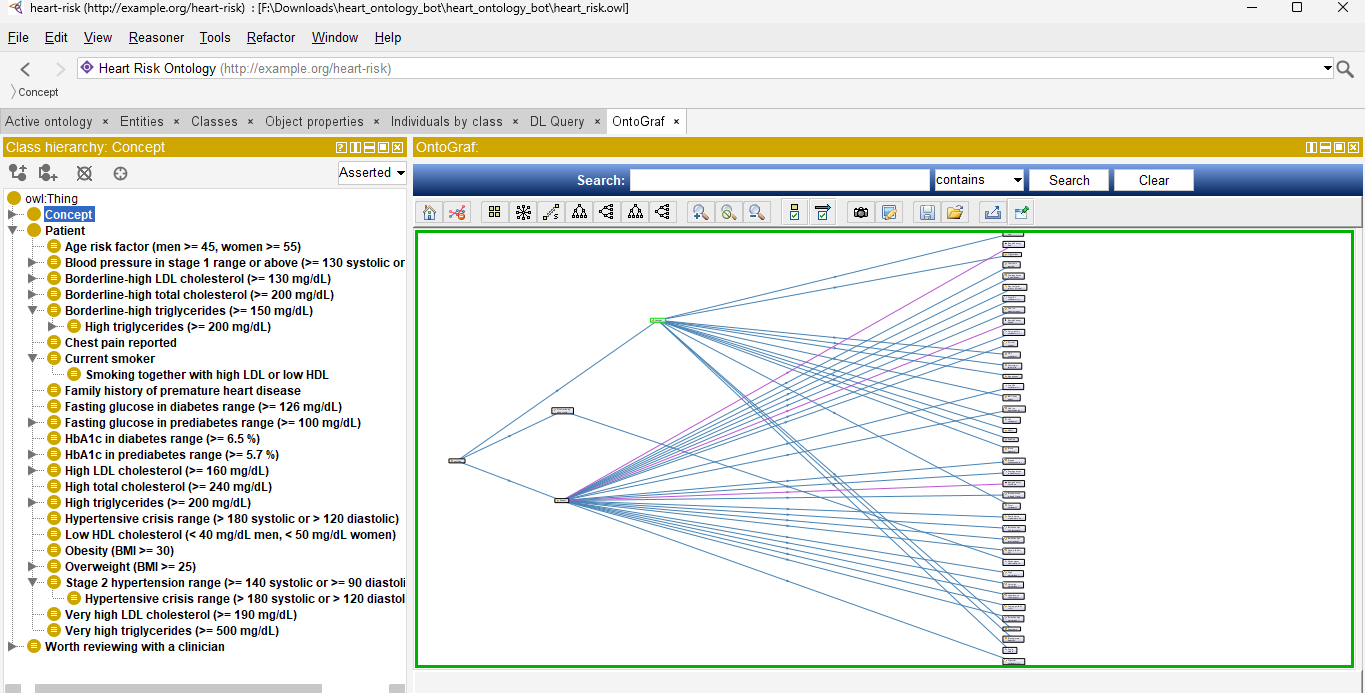 heart-risk (http://example.org/heart-risk) : [F:\Downloads\heart_ontology_bot\heart_ontology_bot\heart_risk.owl]
File Edit View Reasoner Tools Refactor Window Help
Heart Risk Ontology (http://example.org/heart-risk)
Concept
Active ontology × Entities × Classes × Object properties × Individuals by class × DL Query × OntoGraf ×
Class hierarchy: Concept
OntoGraf:
Asserted
Search: contains Search Clear
owl:Thing
Concept
Patient
Age risk factor (men >= 45, women >= 55)
Blood pressure in stage 1 range or above (>= 130 systolic or
Borderline-high LDL cholesterol (>= 130 mg/dL)
Borderline-high total cholesterol (>= 200 mg/dL)
Borderline-high triglycerides (>= 150 mg/dL)
High triglycerides (>= 200 mg/dL)
Chest pain reported
Current smoker
Smoking together with high LDL or low HDL
Family history of premature heart disease
Fasting glucose in diabetes range (>= 126 mg/dL)
Fasting glucose in prediabetes range (>= 100 mg/dL)
HbA1c in diabetes range (>= 6.5 %)
HbA1c in prediabetes range (>= 5.7 %)
High LDL cholesterol (>= 160 mg/dL)
High total cholesterol (>= 240 mg/dL)
High triglycerides (>= 200 mg/dL)
Hypertensive crisis range (> 180 systolic or > 120 diastolic)
Low HDL cholesterol (< 40 mg/dL men, < 50 mg/dL women)
Obesity (BMI >= 30)
Overweight (BMI >= 25)
Stage 2 hypertension range (>= 140 systolic or >= 90 diastoli
Hypertensive crisis range (> 180 systolic or > 120 diastol
Very high LDL cholesterol (>= 190 mg/dL)
Very high triglycerides (>= 500 mg/dL)
Worth reviewing with a clinician